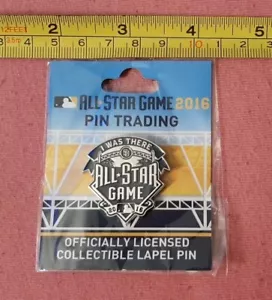 1 2 3 4 5
ALL STAR GAME 2016
PIN TRADING
I WAS THERE
ALL-STAR
GAME
OFFICIALLY LICENSED
COLLECTIBLE LAPEL PIN